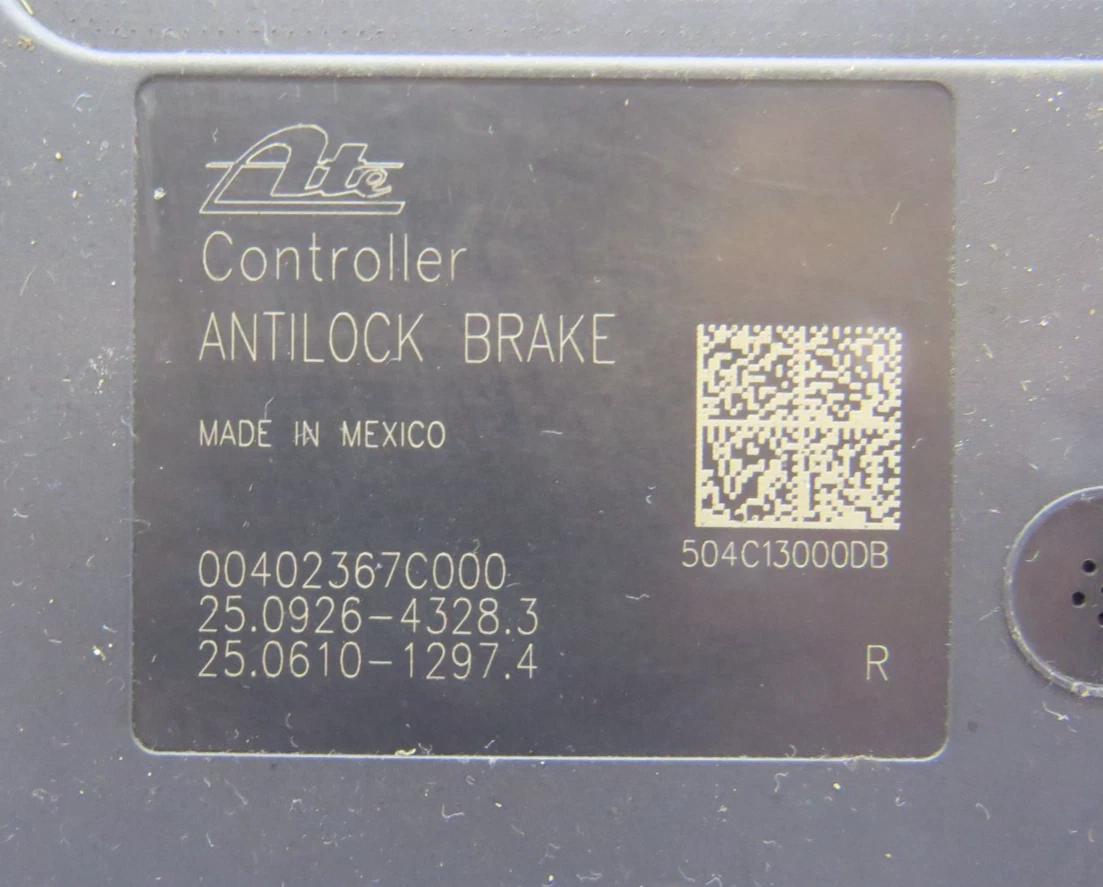 Ate
Controller
ANTILOCK BRAKE
MADE IN MEXICO
504C13000DB
00402367C000
25.0926-4328.3
25.0610-1297.4
R